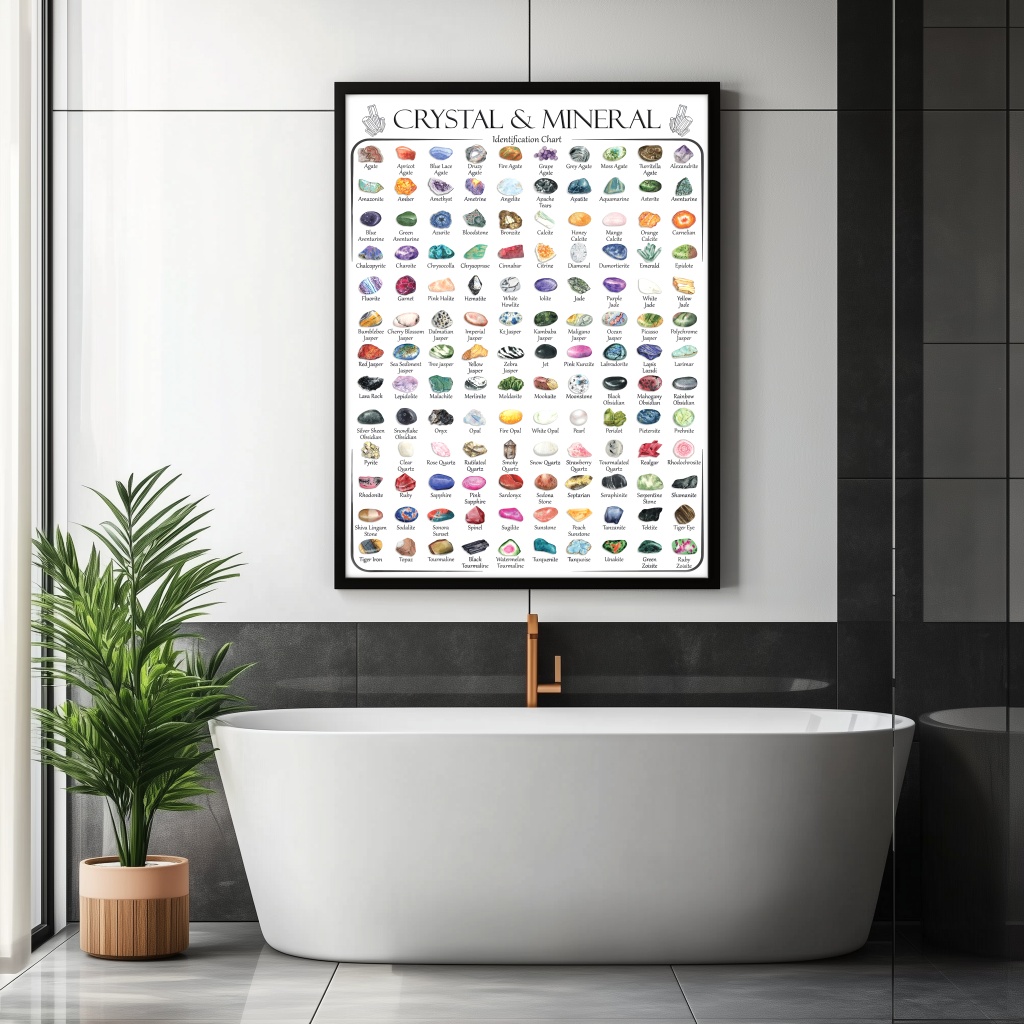 CRYSTAL & MINERAL
Identification Chart
Agate
Apricot
Agate
Blue Lace
Agate
Druzy
Agate
Fire Agate
Grape
Agate
Grey Agate
Moss Agate
Turritella
Agate
Alexandrite
Amazonite
Amber
Amethyst
Ametrine
Angelite
Apache
Tears
Apatite
Aquamarine
Aventurine
Blue
Aventurine
Green
Aventurine
Azurite
Bloodstone
Bronzite
Calcite
Honey
Calcite
Mango
Calcite
Orange
Calcite
Carnelian
Chalcopyrite
Charoite
Chrysocolla
Chrysoprase
Cinnabar
Citrine
Diamond
Dumortierite
Emerald
Epidote
Fluorite
Garnet
Pink Halite
Hematite
White
Howlite
Iolite
Jade
Purple
Jade
White
Jade
Yellow
Jade
Bumblebee
Jasper
Cherry Blossom
Jasper
Dalmatian
Jasper
Imperial
Jasper
K2 Jasper
Kambaba
Jasper
Maligano
Jasper
Ocean
Jasper
Picasso
Jasper
Polychrome
Jasper
Red Jasper
Sea Sediment
Jasper
Tree Jasper
Yellow
Jasper
Zebra
Jasper
Jet
Pink Kunzite
Labradorite
Lapis
Lazuli
Larimar
Lava Rock
Lepidolite
Malachite
Merlinite
Moldavite
Mookaite
Moonstone
Black
Obsidian
Mahogany
Obsidian
Rainbow
Obsidian
Silver Sheen
Obsidian
Snowflake
Obsidian
Onyx
Opal
Fire Opal
White Opal
Pearl
Peridot
Pietersite
Prehnite
Pyrite
Clear
Quartz
Rose Quartz
Rutilated
Quartz
Smoky
Quartz
Snow Quartz
Strawberry
Quartz
Tourmalated
Quartz
Realgar
Rhodochrosite
Rhodonite
Ruby
Sapphire
Pink
Sapphire
Sardonyx
Sedona
Stone
Septarian
Seraphinite
Serpentine
Stone
Shamanite
Shiva Lingam
Stone
Sodalite
Sonora
Sunset
Spinel
Sugilite
Sunstone
Peach
Sunstone
Tanzanite
Tektite
Tiger Eye
Tiger Iron
Topaz
Tourmaline
Black
Tourmaline
Watermelon
Tourmaline
Turquenite
Turquoise
Unakite
Green
Zoisite
Ruby
Zoisite